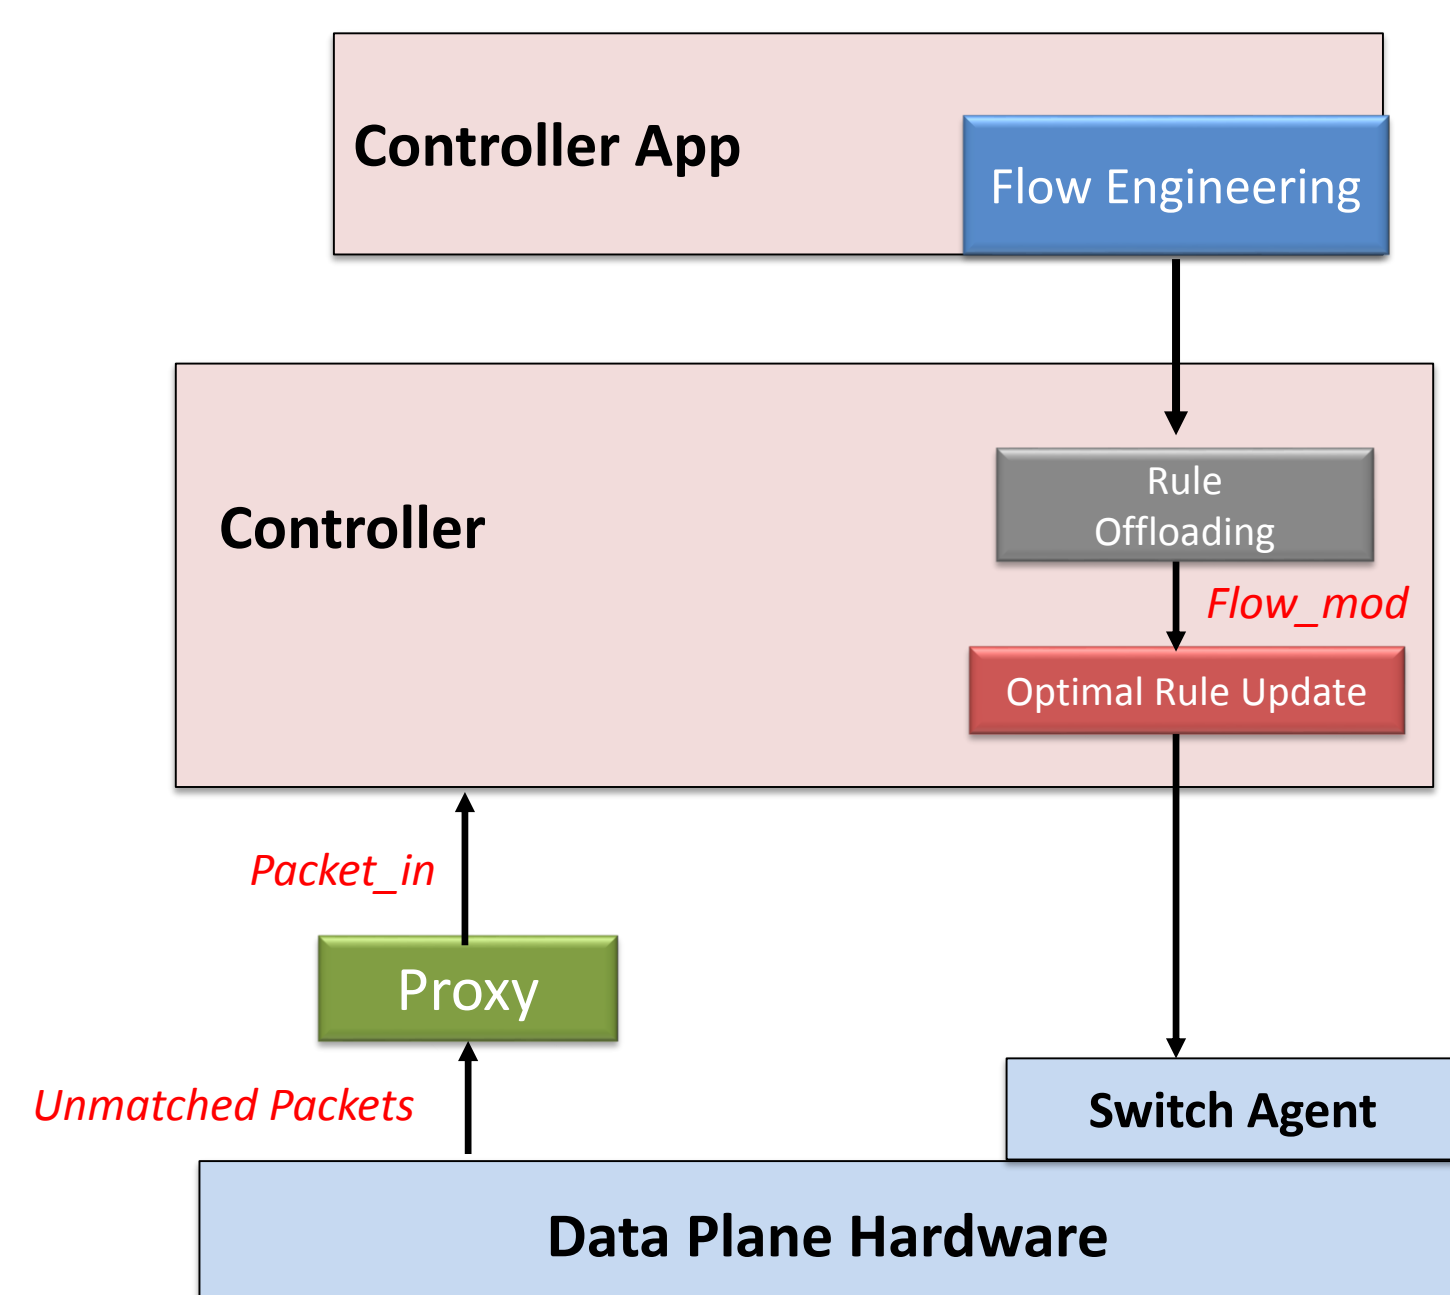 Controller App
Flow Engineering
Controller
Rule
Offloading
Flow_mod
Optimal Rule Update
Packet_in
Proxy
Unmatched Packets
Switch Agent
Data Plane Hardware